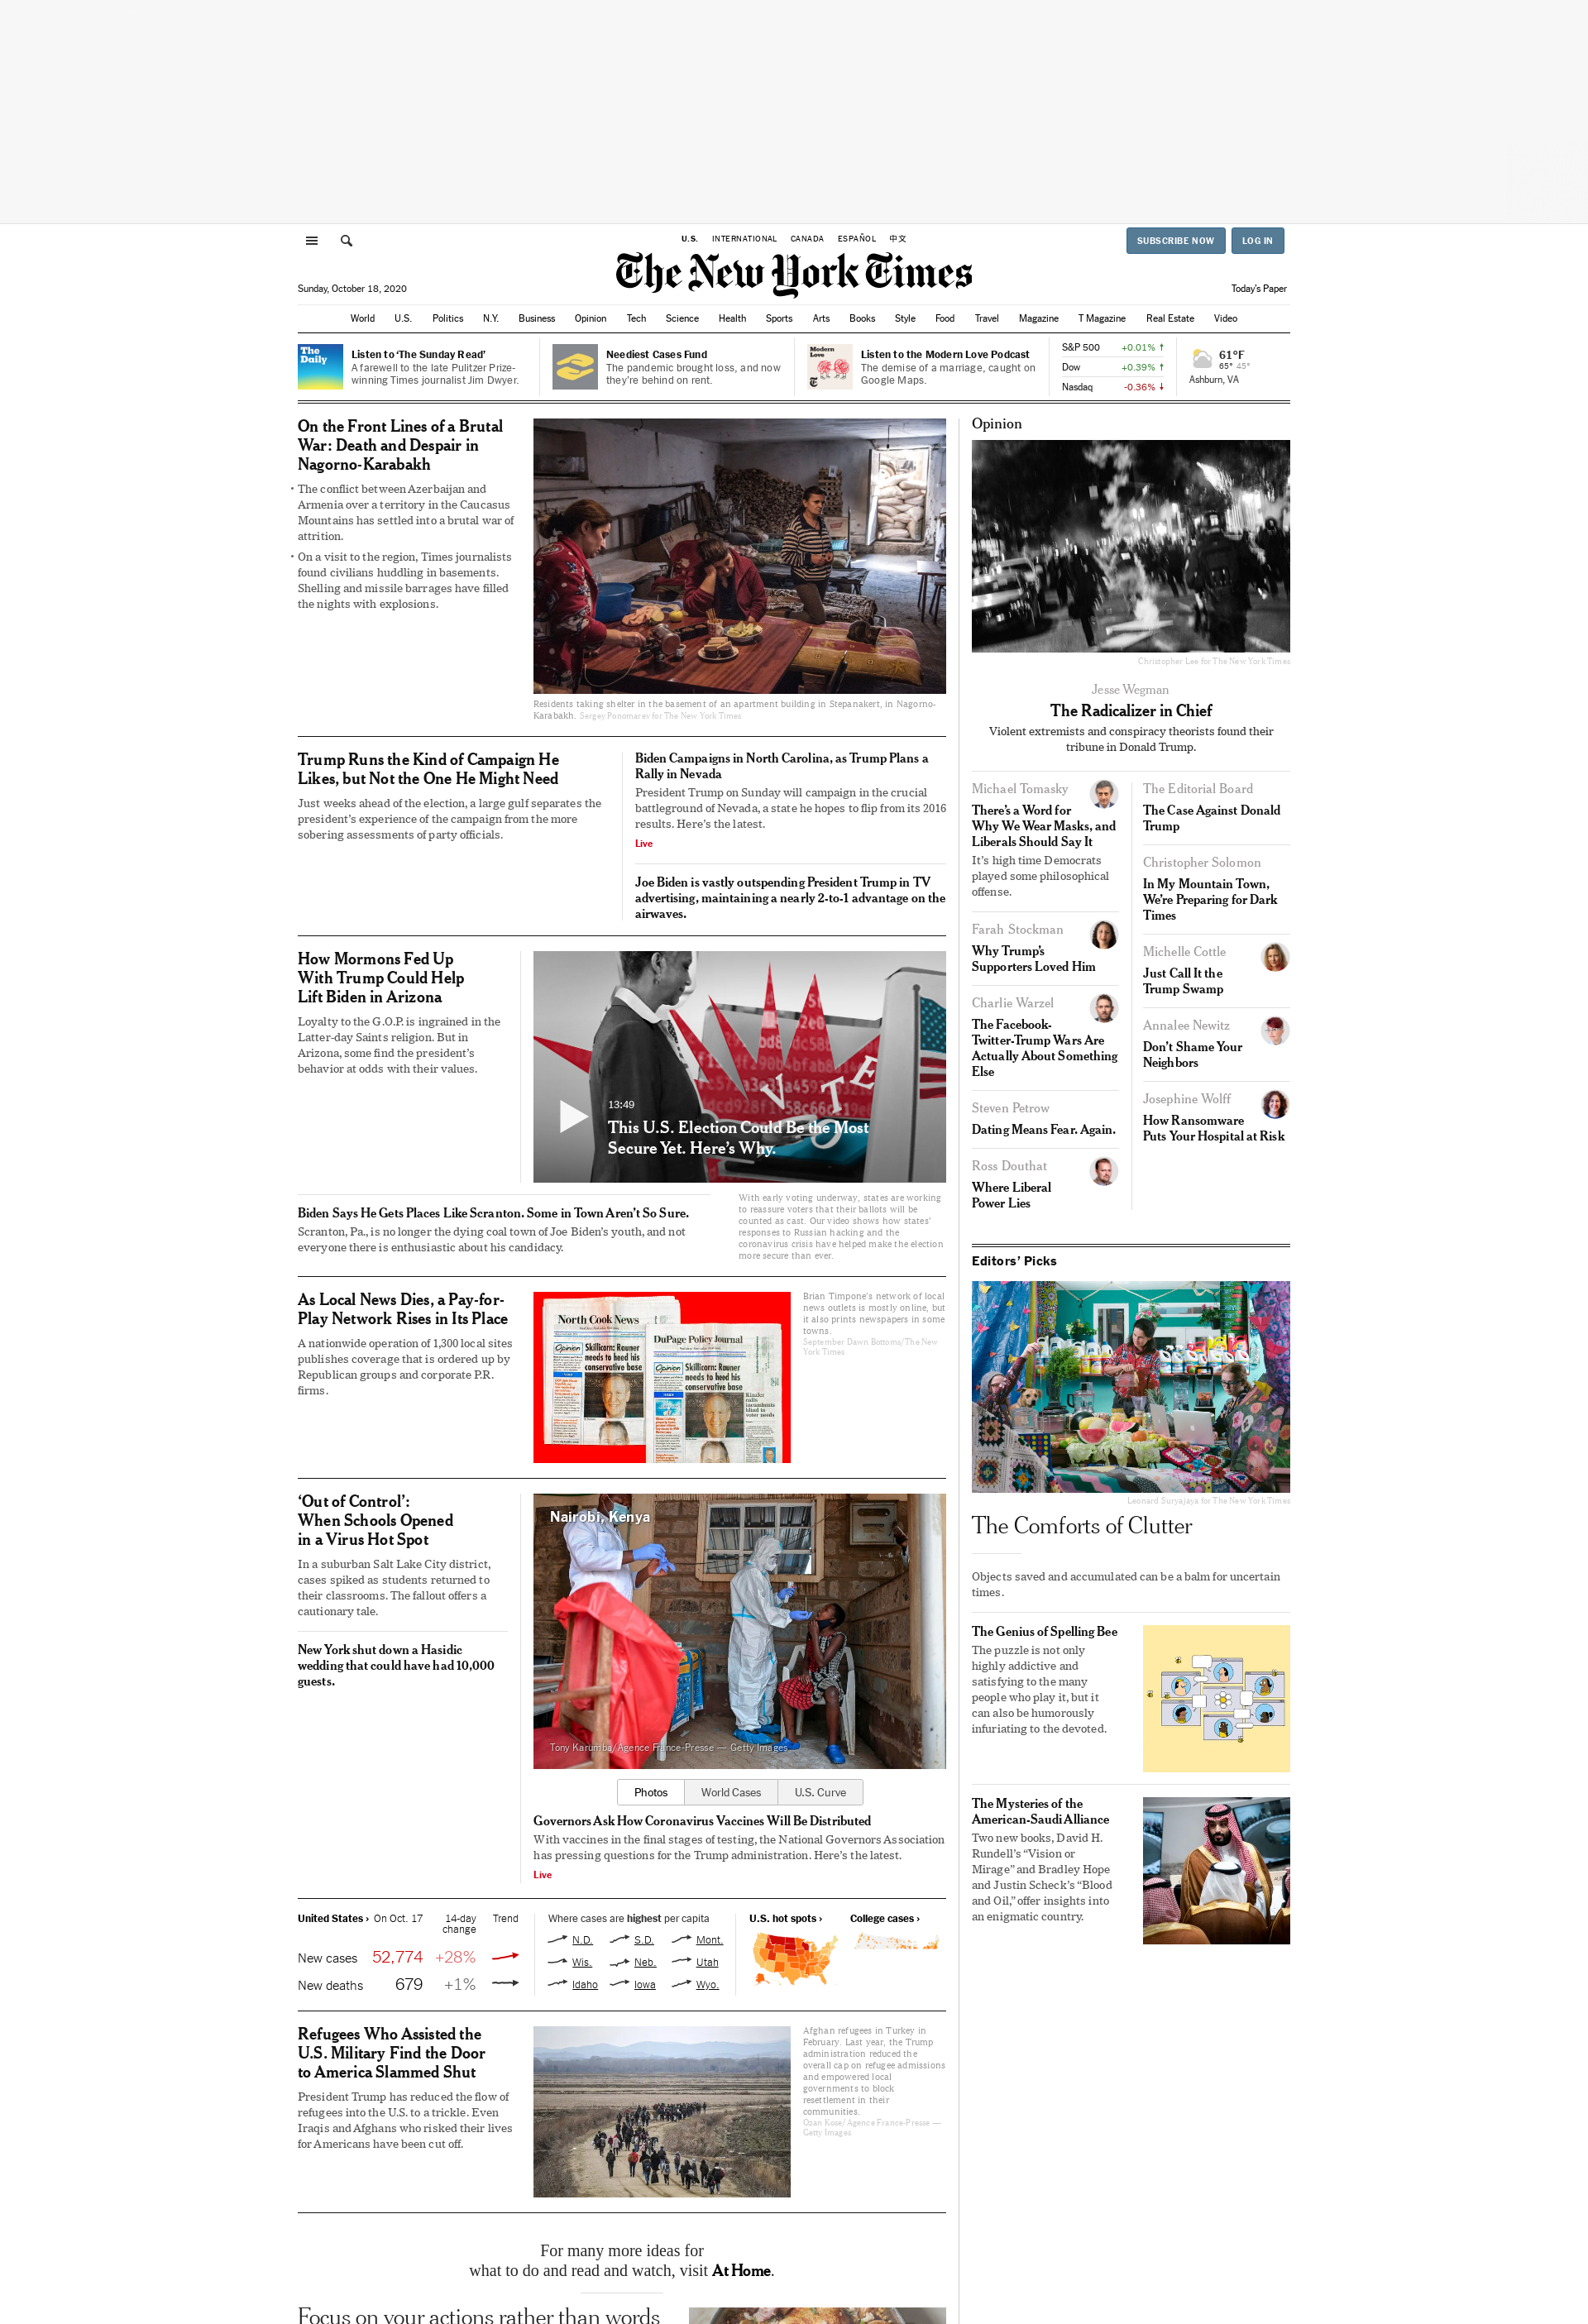 U.S. INTERNATIONAL CANADA ESPAÑOL 中文
SUBSCRIBE NOW
LOG IN
The New York Times
Sunday, October 18, 2020
Today's Paper
World U.S. Politics N.Y. Business Opinion Tech Science Health Sports Arts Books Style Food Travel Magazine T Magazine Real Estate Video
The
Daily
Listen to 'The Sunday Read'
A farewell to the late Pulitzer Prize-
winning Times journalist Jim Dwyer.
Neediest Cases Fund
The pandemic brought loss, and now
they're behind on rent.
Modern
Love
Listen to the Modern Love Podcast
The demise of a marriage, caught on
Google Maps.
S&P 500 +0.01% ↑
Dow +0.39% ↑
Nasdaq -0.36% ↓
61°F
65° 45°
Ashburn, VA
On the Front Lines of a Brutal
War: Death and Despair in
Nagorno-Karabakh
• The conflict between Azerbaijan and
Armenia over a territory in the Caucasus
Mountains has settled into a brutal war of
attrition.
• On a visit to the region, Times journalists
found civilians huddling in basements.
Shelling and missile barrages have filled
the nights with explosions.
Residents taking shelter in the basement of an apartment building in Stepanakert, in Nagorno-
Karabakh. Sergey Ponomarev for The New York Times
Trump Runs the Kind of Campaign He
Likes, but Not the One He Might Need
Just weeks ahead of the election, a large gulf separates the
president's experience of the campaign from the more
sobering assessments of party officials.
Biden Campaigns in North Carolina, as Trump Plans a
Rally in Nevada
President Trump on Sunday will campaign in the crucial
battleground of Nevada, a state he hopes to flip from its 2016
results. Here's the latest.
Live
Joe Biden is vastly outspending President Trump in TV
advertising, maintaining a nearly 2-to-1 advantage on the
airwaves.
How Mormons Fed Up
With Trump Could Help
Lift Biden in Arizona
Loyalty to the G.O.P. is ingrained in the
Latter-day Saints religion. But in
Arizona, some find the president's
behavior at odds with their values.
VOTE
13:49
This U.S. Election Could Be the Most
Secure Yet. Here's Why.
Biden Says He Gets Places Like Scranton. Some in Town Aren't So Sure.
Scranton, Pa., is no longer the dying coal town of Joe Biden's youth, and not
everyone there is enthusiastic about his candidacy.
With early voting underway, states are working
to reassure voters that their ballots will be
counted as cast. Our video shows how states'
responses to Russian hacking and the
coronavirus crisis have helped make the election
more secure than ever.
As Local News Dies, a Pay-for-
Play Network Rises in Its Place
A nationwide operation of 1,300 local sites
publishes coverage that is ordered up by
Republican groups and corporate P.R.
firms.
North Cook News
Opinion
Skillicorn: Rauner
needs to heed his
conservative base
DuPage Policy Journal
Opinion
Skillicorn: Rauner
needs to heed his
conservative base
Brian Timpone's network of local
news outlets is mostly online, but
it also prints newspapers in some
towns.
September Dawn Bottoms/The New
York Times
'Out of Control':
When Schools Opened
in a Virus Hot Spot
In a suburban Salt Lake City district,
cases spiked as students returned to
their classrooms. The fallout offers a
cautionary tale.
New York shut down a Hasidic
wedding that could have had 10,000
guests.
Nairobi, Kenya
Tony Karumba/Agence France-Presse — Getty Images
Photos World Cases U.S. Curve
Governors Ask How Coronavirus Vaccines Will Be Distributed
With vaccines in the final stages of testing, the National Governors Association
has pressing questions for the Trump administration. Here's the latest.
Live
United States › On Oct. 17 14-day
change Trend
New cases 52,774 +28%
New deaths 679 +1%
Where cases are highest per capita
N.D. S.D. Mont.
Wis. Neb. Utah
Idaho Iowa Wyo.
U.S. hot spots ›
College cases ›
Refugees Who Assisted the
U.S. Military Find the Door
to America Slammed Shut
President Trump has reduced the flow of
refugees into the U.S. to a trickle. Even
Iraqis and Afghans who risked their lives
for Americans have been cut off.
Afghan refugees in Turkey in
February. Last year, the Trump
administration reduced the
overall cap on refugee admissions
and empowered local
governments to block
resettlement in their
communities.
Ozan Kose/Agence France-Presse —
Getty Images
For many more ideas for
what to do and read and watch, visit At Home.
Focus on your actions rather than words
Opinion
Christopher Lee for The New York Times
Jesse Wegman
The Radicalizer in Chief
Violent extremists and conspiracy theorists found their
tribune in Donald Trump.
Michael Tomasky
There's a Word for
Why We Wear Masks, and
Liberals Should Say It
It's high time Democrats
played some philosophical
offense.
Farah Stockman
Why Trump's
Supporters Loved Him
Charlie Warzel
The Facebook-
Twitter-Trump Wars Are
Actually About Something
Else
Steven Petrow
Dating Means Fear. Again.
Ross Douthat
Where Liberal
Power Lies
The Editorial Board
The Case Against Donald
Trump
Christopher Solomon
In My Mountain Town,
We're Preparing for Dark
Times
Michelle Cottle
Just Call It the
Trump Swamp
Annalee Newitz
Don't Shame Your
Neighbors
Josephine Wolff
How Ransomware
Puts Your Hospital at Risk
Editors' Picks
Leonard Suryajaya for The New York Times
The Comforts of Clutter
Objects saved and accumulated can be a balm for uncertain
times.
The Genius of Spelling Bee
The puzzle is not only
highly addictive and
satisfying to the many
people who play it, but it
can also be humorously
infuriating to the devoted.
The Mysteries of the
American-Saudi Alliance
Two new books, David H.
Rundell's "Vision or
Mirage" and Bradley Hope
and Justin Scheck's "Blood
and Oil," offer insights into
an enigmatic country.